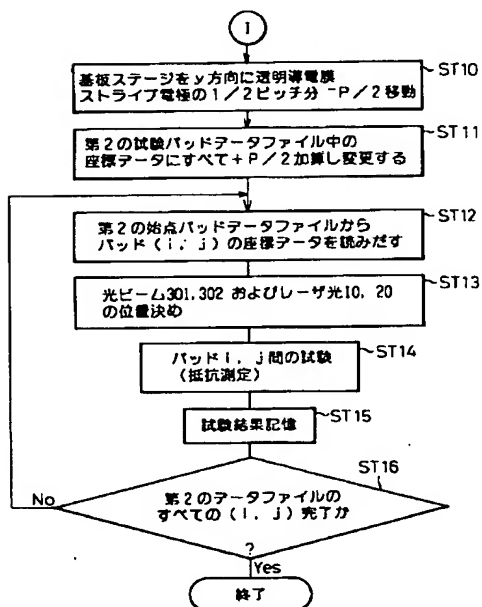 I
ST10
基板ステージをy方向に透明導電膜
ストライプ電極の1/2ピッチ分 -P/2移動
ST11
第2の試験パッドデータファイル中の
座標データにすべて+P/2加算し変更する
ST12
第2の始点パッドデータファイルから
パッド(i, j)の座標データを読みだす
ST13
光ビーム301,302 およびレーザ光10, 20
の位置決め
ST14
パッドi, j間の試験
(抵抗測定)
ST15
試験結果記憶
ST16
第2のデータファイルの
すべての(i, j)完了か
?
No
Yes
終了